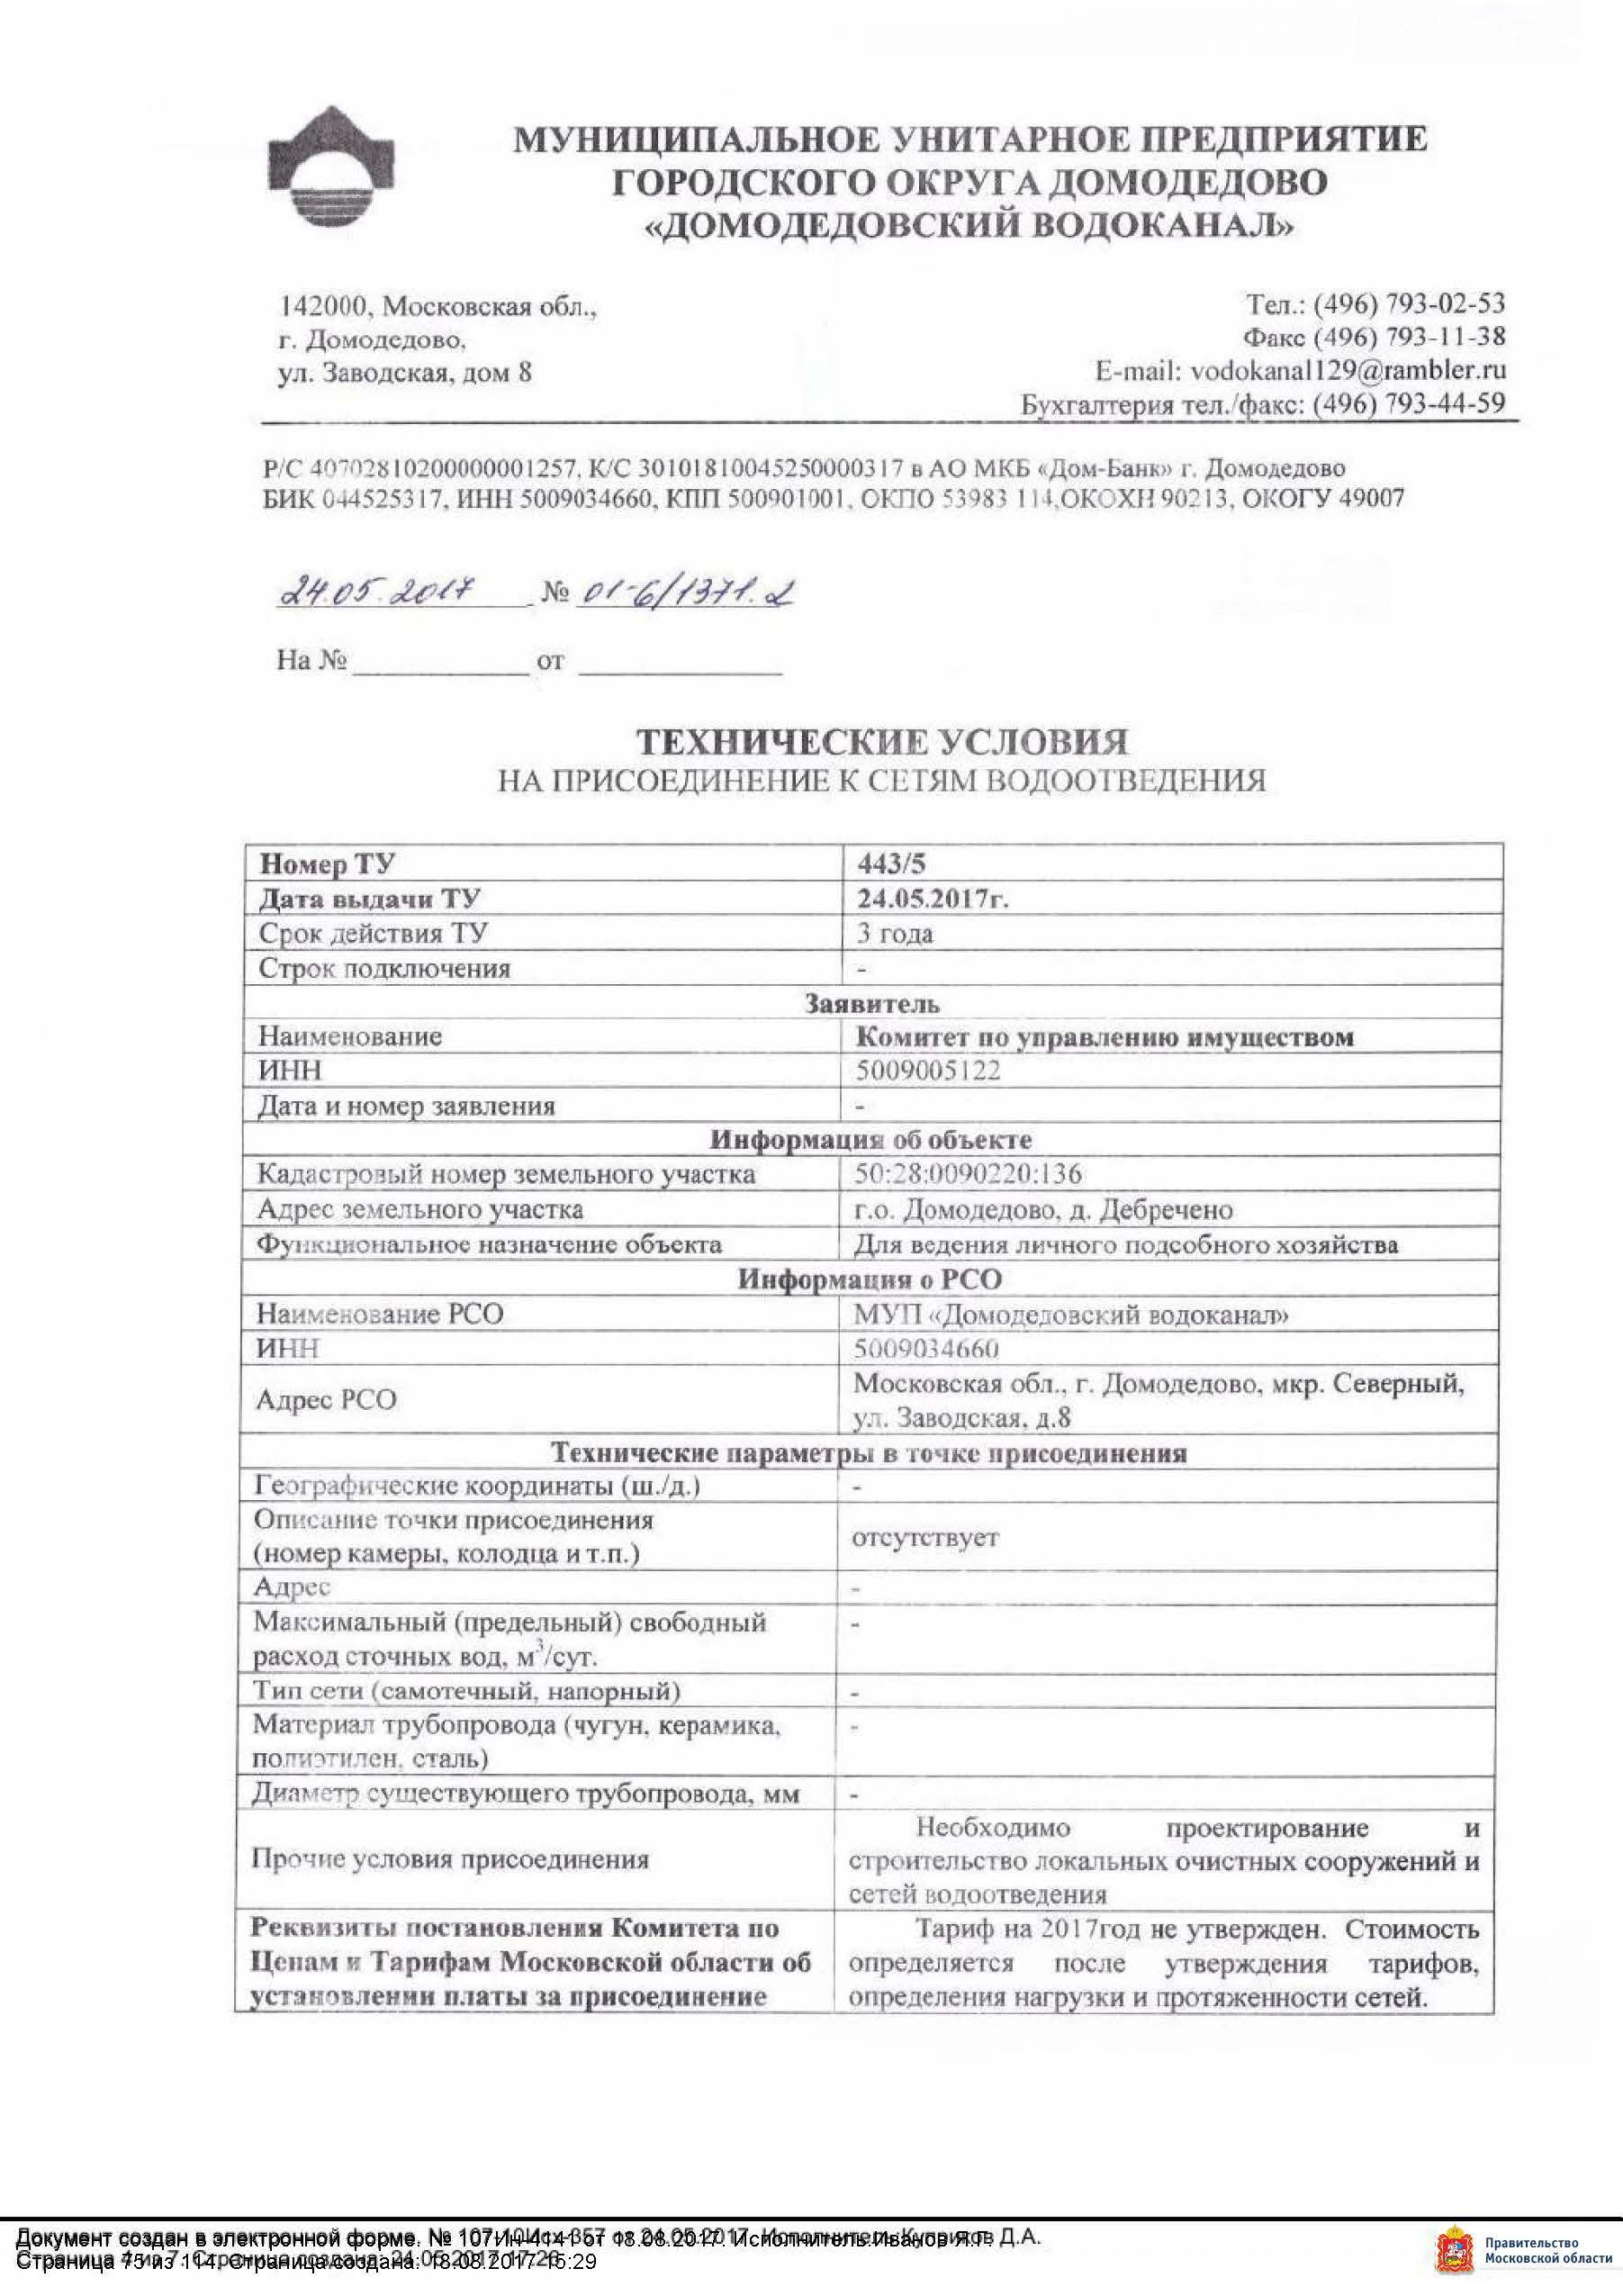 МУНИЦИПАЛЬНОЕ УНИТАРНОЕ ПРЕДПРИЯТИЕ
ГОРОДСКОГО ОКРУГА ДОМОДЕДОВО
«ДОМОДЕДОВСКИЙ ВОДОКАНАЛ»
142000, Московская обл.,
г. Домодедово,
ул. Заводская, дом 8
Тел.: (496) 793-02-53
Факс (496) 793-11-38
E-mail: vodokanal129@rambler.ru
Бухгалтерия тел./факс: (496) 793-44-59
Р/С 40702810200000001257, К/С 30101810045250000317 в АО МКБ «Дом-Банк» г. Домодедово
БИК 044525317, ИНН 5009034660, КПП 500901001, ОКПО 53983 114,ОКОХН 90213, ОКОГУ 49007
24.05.2017 № 01-6/1371.2
На № ____________ от ______________
ТЕХНИЧЕСКИЕ УСЛОВИЯ
НА ПРИСОЕДИНЕНИЕ К СЕТЯМ ВОДООТВЕДЕНИЯ
Номер ТУ 443/5
Дата выдачи ТУ 24.05.2017г.
Срок действия ТУ 3 года
Строк подключения -
Заявитель
Наименование Комитет по управлению имуществом
ИНН 5009005122
Дата и номер заявления -
Информация об объекте
Кадастровый номер земельного участка 50:28:0090220:136
Адрес земельного участка г.о. Домодедово, д. Дебречено
Функциональное назначение объекта Для ведения личного подсобного хозяйства
Информация о РСО
Наименование РСО МУП «Домодедовский водоканал»
ИНН 5009034660
Адрес РСО
Московская обл., г. Домодедово, мкр. Северный,
ул. Заводская, д.8
Технические параметры в точке присоединения
Географические координаты (ш./д.) -
Описание точки присоединения
(номер камеры, колодца и т.п.)
отсутствует
Адрес -
Максимальный (предельный) свободный -
расход сточных вод, м³/сут.
Тип сети (самотечный, напорный) -
Материал трубопровода (чугун, керамика, -
полиэтилен, сталь)
Диаметр существующего трубопровода, мм -
Прочие условия присоединения
Необходимо проектирование и
строительство локальных очистных сооружений и
сетей водоотведения
Реквизиты постановления Комитета по
Ценам и Тарифам Московской области об
установлении платы за присоединение
Тариф на 2017год не утвержден. Стоимость
определяется после утверждения тарифов,
определения нагрузки и протяженности сетей.
Документ создан в электронной форме. №
Правительство
Московской области